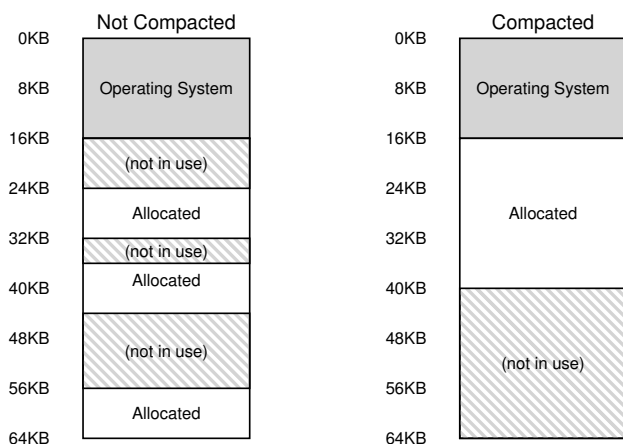 Not Compacted
0KB
8KB
16KB
24KB
32KB
40KB
48KB
56KB
64KB
Operating System
(not in use)
Allocated
(not in use)
Allocated
(not in use)
Allocated
Compacted
0KB
8KB
16KB
24KB
32KB
40KB
48KB
56KB
64KB
Operating System
Allocated
(not in use)